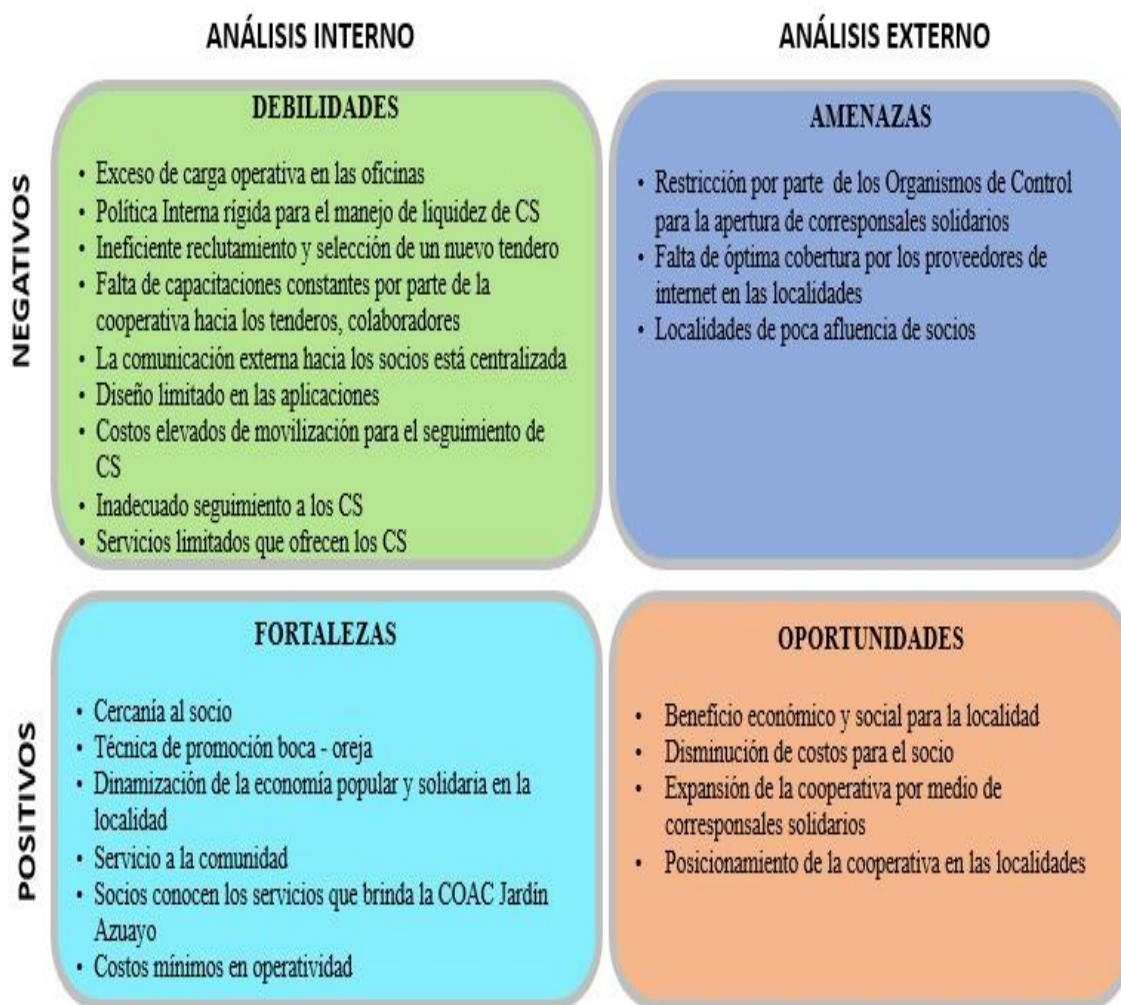 ANÁLISIS INTERNO
ANÁLISIS EXTERNO
NEGATIVOS
DEBILIDADES
• Exceso de carga operativa en las oficinas
• Política Interna rígida para el manejo de liquidez de CS
• Ineficiente reclutamiento y selección de un nuevo tendero
• Falta de capacitaciones constantes por parte de la
cooperativa hacia los tenderos, colaboradores
• La comunicación externa hacia los socios está centralizada
• Diseño limitado en las aplicaciones
• Costos elevados de movilización para el seguimiento de
CS
• Inadecuado seguimiento a los CS
• Servicios limitados que ofrecen los CS
AMENAZAS
• Restricción por parte de los Organismos de Control
para la apertura de corresponsales solidarios
• Falta de óptima cobertura por los proveedores de
internet en las localidades
• Localidades de poca afluencia de socios
POSITIVOS
FORTALEZAS
• Cercanía al socio
• Técnica de promoción boca - oreja
• Dinamización de la economía popular y solidaria en la
localidad
• Servicio a la comunidad
• Socios conocen los servicios que brinda la COAC Jardín
Azuayo
• Costos mínimos en operatividad
OPORTUNIDADES
• Beneficio económico y social para la localidad
• Disminución de costos para el socio
• Expansión de la cooperativa por medio de
corresponsales solidarios
• Posicionamiento de la cooperativa en las localidades